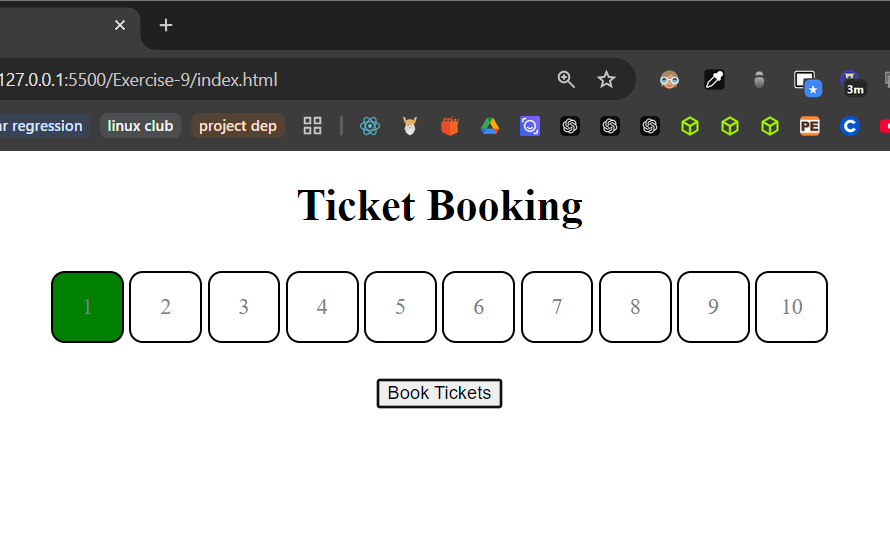 127.0.0.1:5500/Exercise-9/index.html
3m
ar regression linux club project dep PE C
Ticket Booking
1 2 3 4 5 6 7 8 9 10
Book Tickets